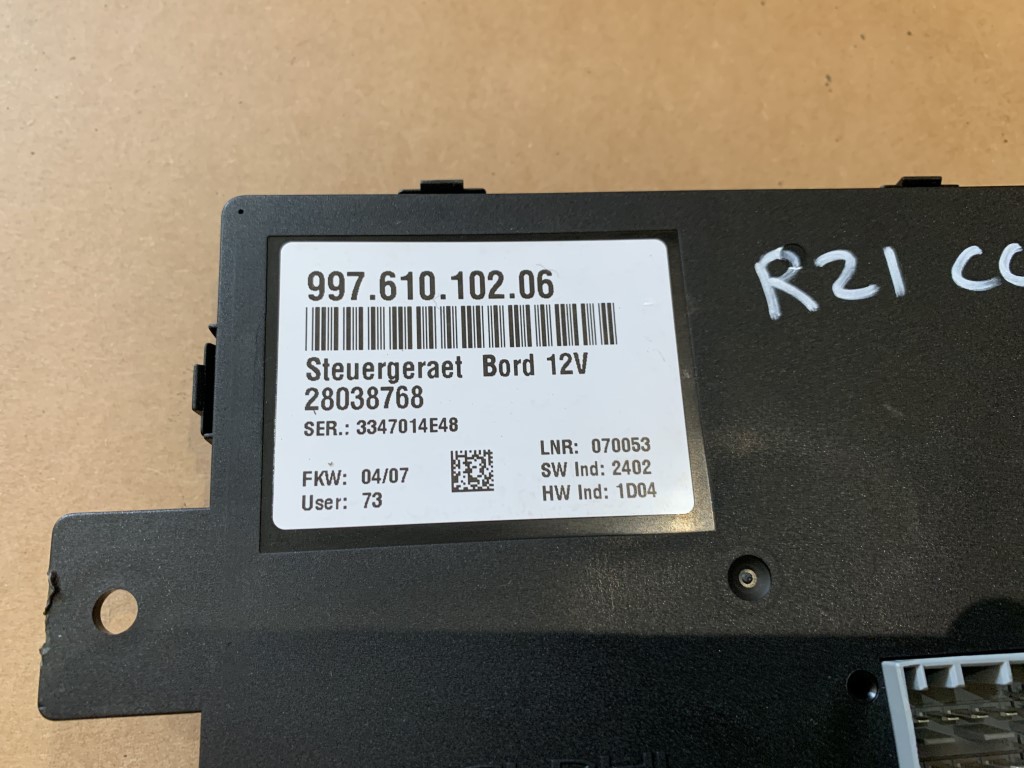 997.610.102.06
Steuergeraet Bord 12V
28038768
SER.: 3347014E48
LNR: 070053
FKW: 04/07
SW Ind: 2402
User: 73
HW Ind: 1D04
R21